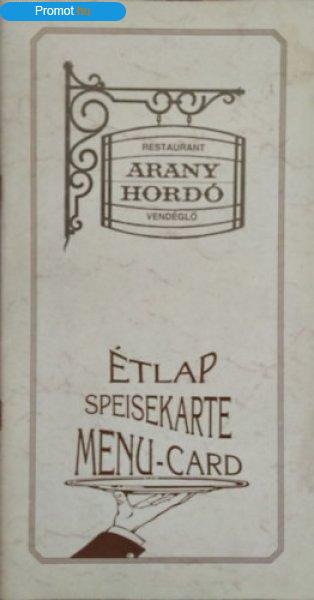 Promot.hu
RESTAURANT
ARANY
HORDÓ
VENDÉGLŐ
ÉTLAP
SPEISEKARTE
MENU-CARD